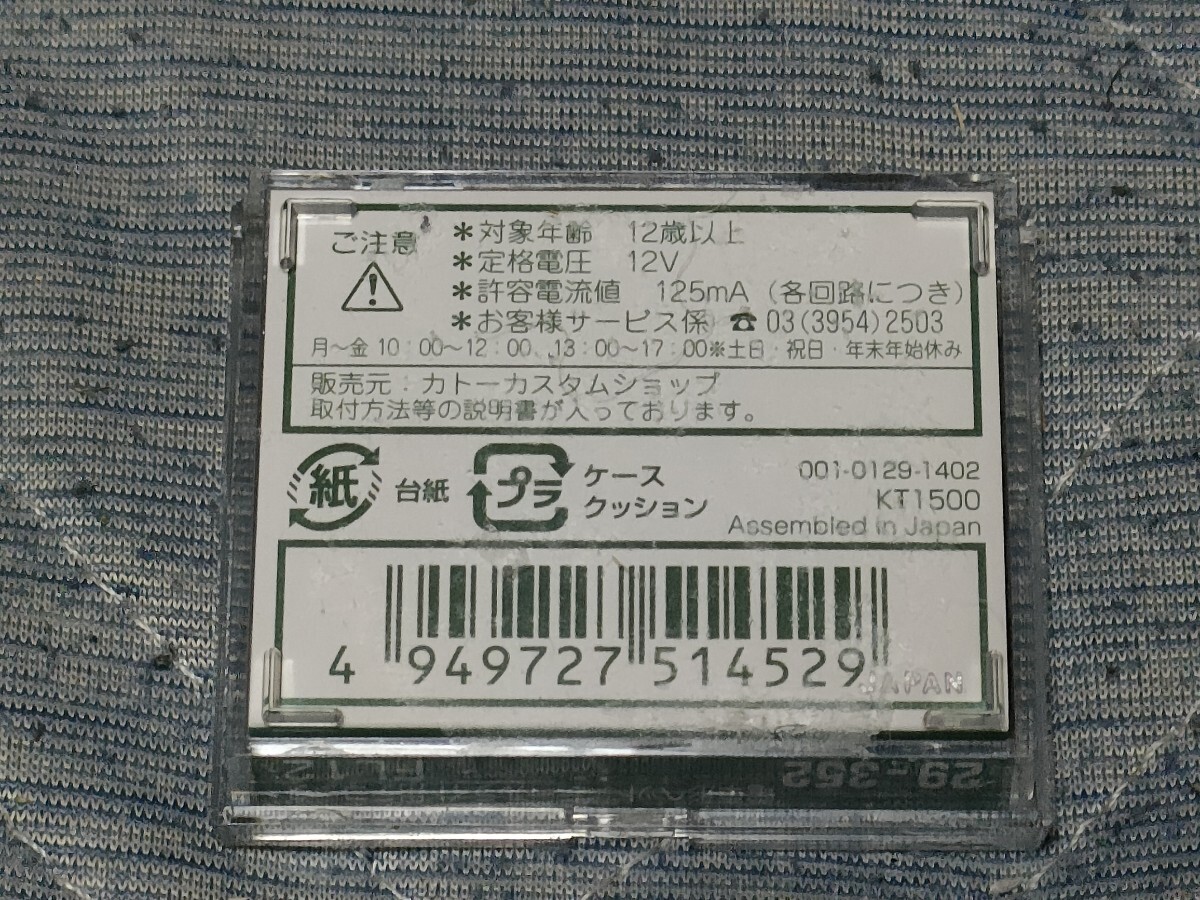 ご注意
＊対象年齢 12歳以上
＊定格電圧 12V
＊許容電流値 125mA (各回路につき)
＊お客様サービス係 ☎ 03(3954)2503
月〜金10:00〜12:00、13:00〜17:00※土日・祝日・年末年始休み
販売元：カトーカスタムショップ
取付方法等の説明書が入っております。
紙 台紙
プラ ケース
クッション
001-0129-1402
KT1500
Assembled in Japan
4 949727 514529
JAPAN
29-352